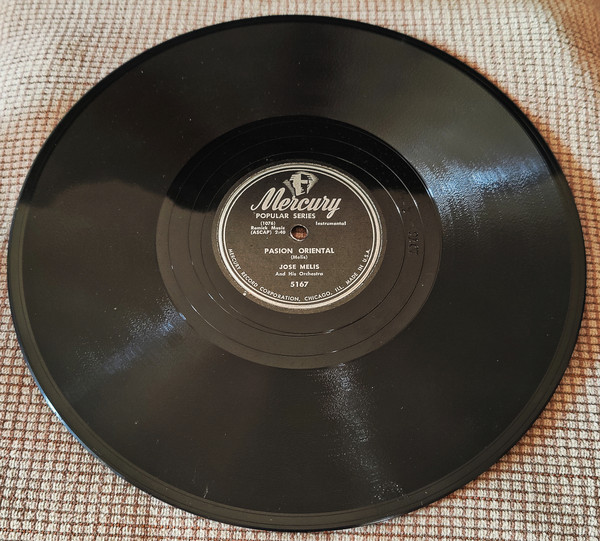 Mercury
POPULAR SERIES
(1076) Instrumental
Remick Music
(ASCAP) 2:40
PASION ORIENTAL
(Melis)
JOSE MELIS
And His Orchestra
5167
MERCURY RECORD CORPORATION, CHICAGO, ILL. MADE IN U.S.A.